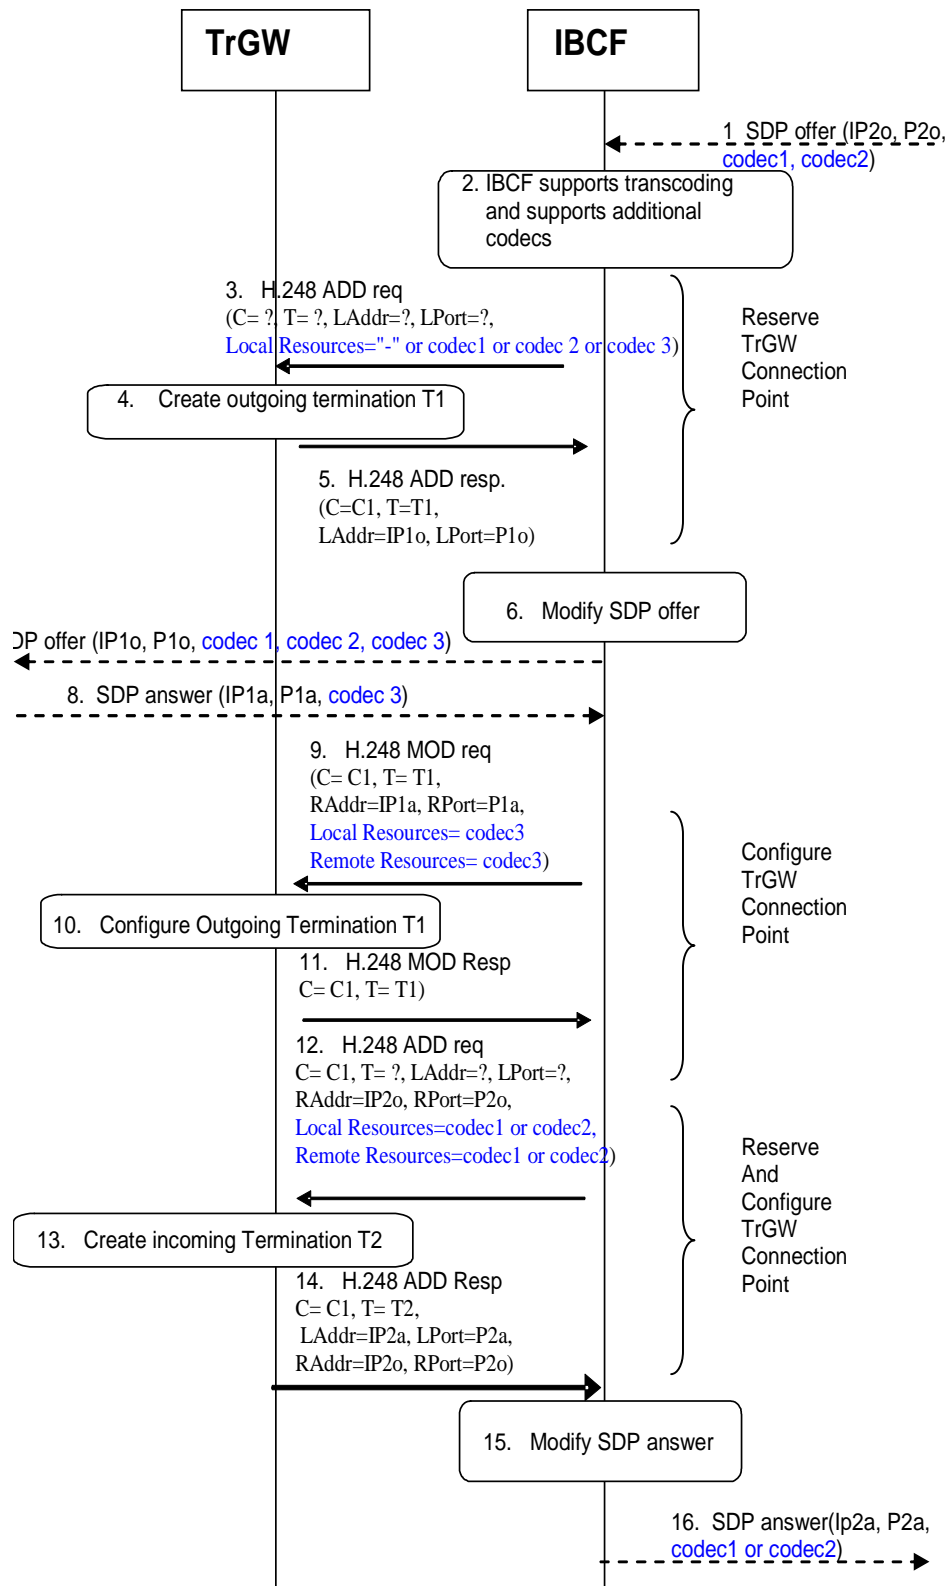 TrGW
IBCF
1 SDP offer (IP2o, P2o,
codec1, codec2)
2. IBCF supports transcoding
and supports additional
codecs
3. H.248 ADD req
(C= ?, T= ?, LAddr=?, LPort=?,
Local Resources="-" or codec1 or codec 2 or codec 3)
Reserve
TrGW
Connection
Point
4. Create outgoing termination T1
5. H.248 ADD resp.
(C=C1, T=T1,
LAddr=IP1o, LPort=P1o)
6. Modify SDP offer
DP offer (IP1o, P1o, codec 1, codec 2, codec 3)
8. SDP answer (IP1a, P1a, codec 3)
9. H.248 MOD req
(C= C1, T= T1,
RAddr=IP1a, RPort=P1a,
Local Resources= codec3
Remote Resources= codec3)
Configure
TrGW
Connection
Point
10. Configure Outgoing Termination T1
11. H.248 MOD Resp
C= C1, T= T1)
12. H.248 ADD req
C= C1, T= ?, LAddr=?, LPort=?,
RAddr=IP2o, RPort=P2o,
Local Resources=codec1 or codec2,
Remote Resources=codec1 or codec2)
Reserve
And
Configure
TrGW
Connection
Point
13. Create incoming Termination T2
14. H.248 ADD Resp
C= C1, T= T2,
LAddr=IP2a, LPort=P2a,
RAddr=IP2o, RPort=P2o)
15. Modify SDP answer
16. SDP answer(Ip2a, P2a,
codec1 or codec2)